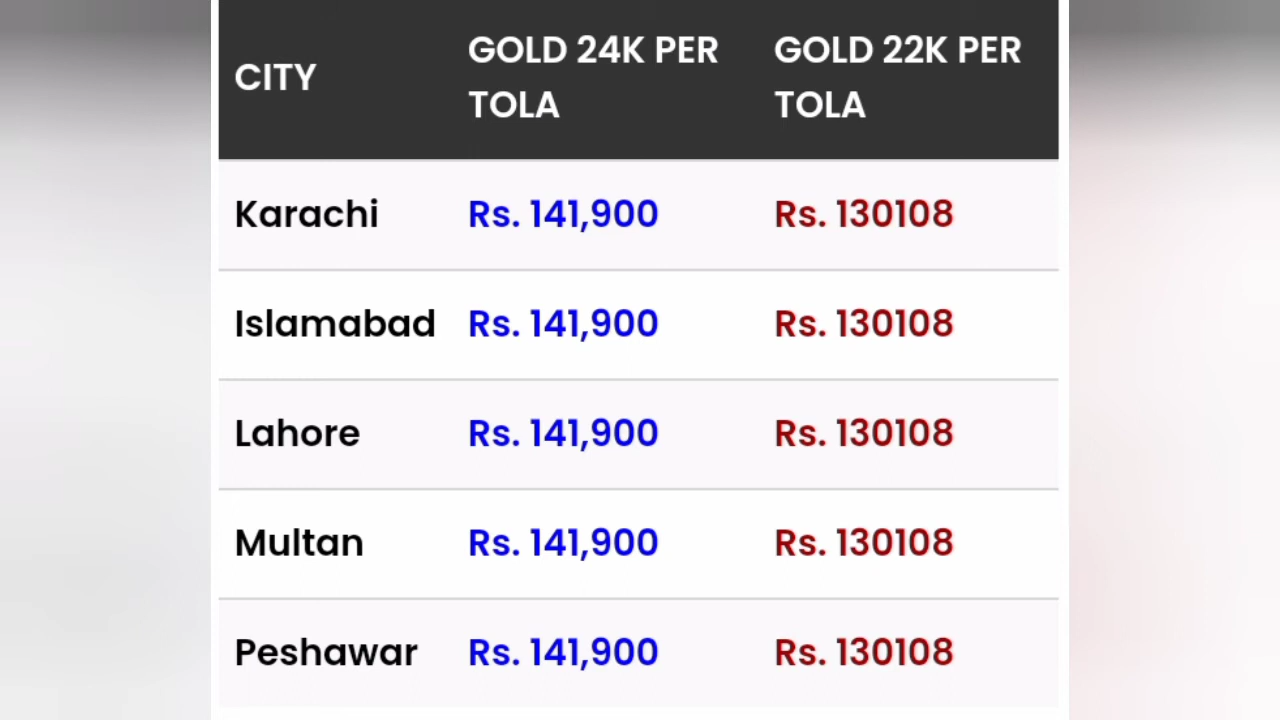 CITY GOLD 24K PER TOLA GOLD 22K PER TOLA
Karachi Rs. 141,900 Rs. 130108
Islamabad Rs. 141,900 Rs. 130108
Lahore Rs. 141,900 Rs. 130108
Multan Rs. 141,900 Rs. 130108
Peshawar Rs. 141,900 Rs. 130108